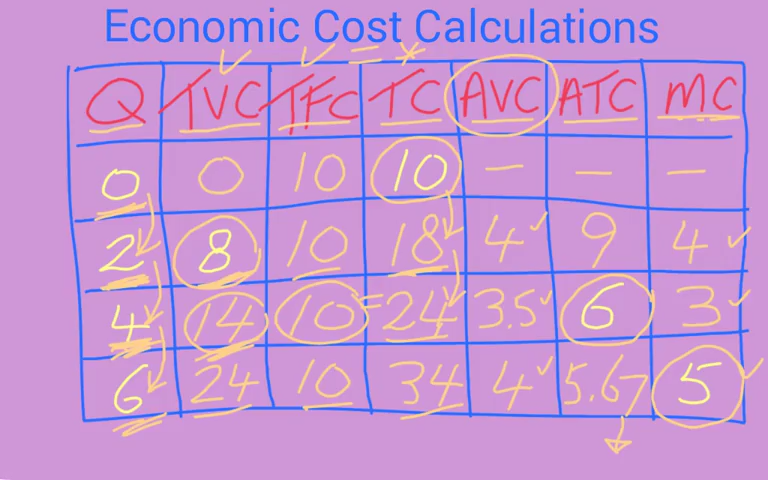 Economic Cost Calculations
Q TVC TFC TC AVC ATC MC
0 0 10 10 – – –
2 8 10 18 4 9 4
4 14 10 = 24 3.5 6 3
6 24 10 34 4 5.67 5